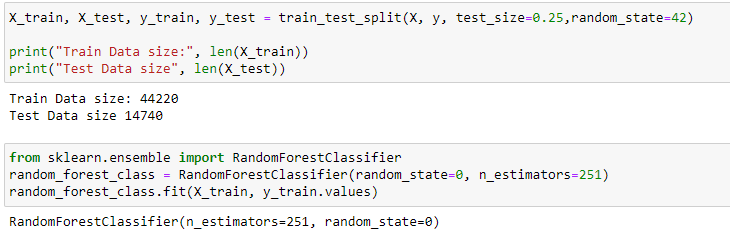 X_train, X_test, y_train, y_test = train_test_split(X, y, test_size=0.25,random_state=42)
print("Train Data size:", len(X_train))
print("Test Data size", len(X_test))
Train Data size: 44220
Test Data size 14740
from sklearn.ensemble import RandomForestClassifier
random_forest_class = RandomForestClassifier(random_state=0, n_estimators=251)
random_forest_class.fit(X_train, y_train.values)
RandomForestClassifier(n_estimators=251, random_state=0)